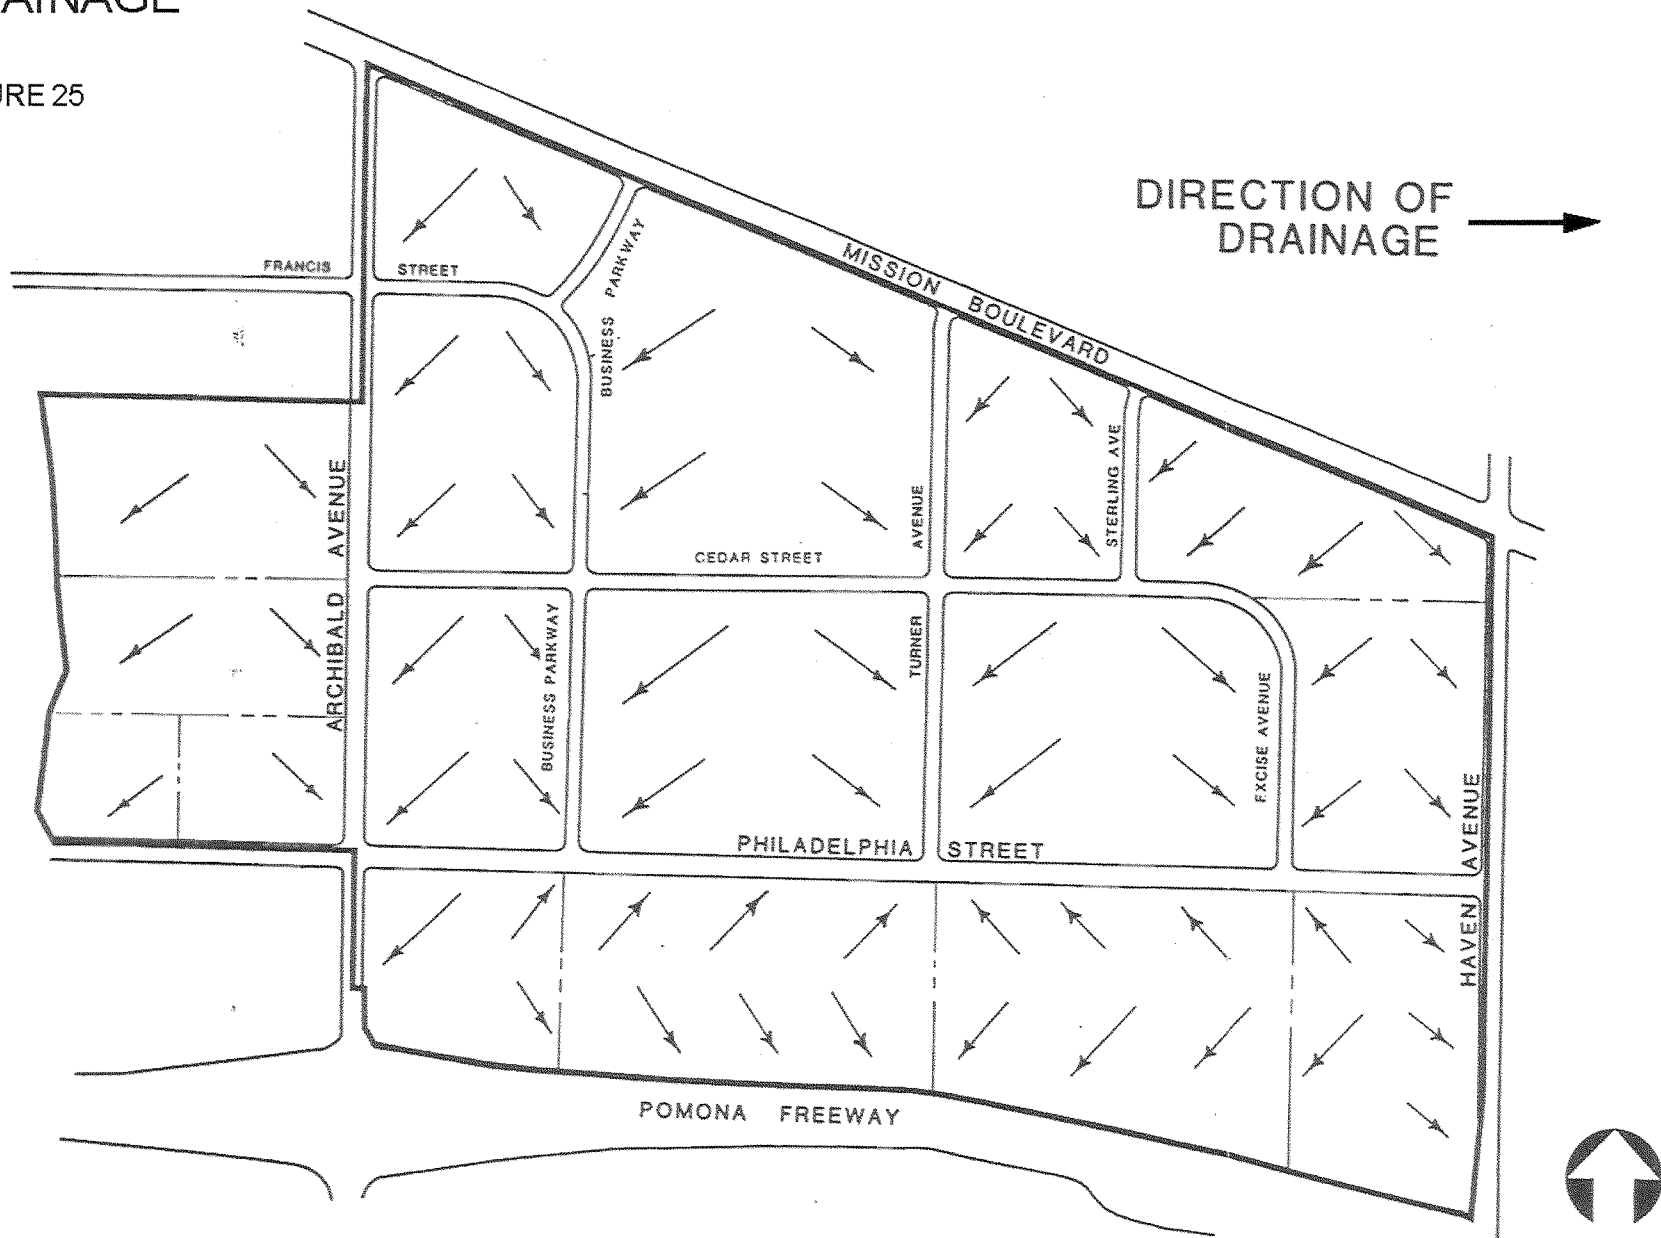 AINAGE
URE 25
DIRECTION OF
DRAINAGE
FRANCIS STREET
BUSINESS PARKWAY
MISSION BOULEVARD
ARCHIBALD AVENUE
CEDAR STREET
TURNER AVENUE
STERLING AVE
BUSINESS PARKWAY
EXCISE AVENUE
PHILADELPHIA STREET
HAVEN AVENUE
POMONA FREEWAY